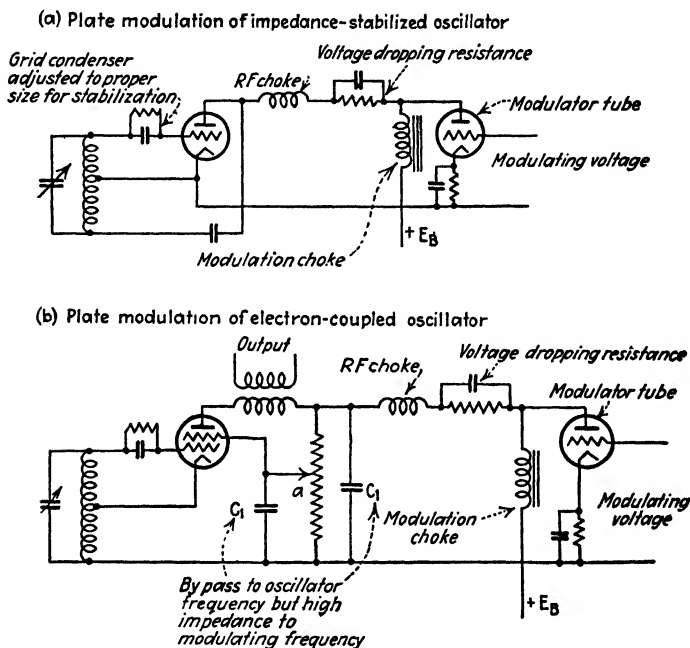 (a) Plate modulation of impedance-stabilized oscillator
Grid condenser
adjusted to proper
size for stabilization
RF choke
Voltage dropping resistance
Modulator tube
Modulating voltage
Modulation choke
+ EB
(b) Plate modulation of electron-coupled oscillator
Output
RF choke
Voltage dropping resistance
Modulator tube
a
C1
C1
Modulation
choke
Modulating
voltage
By pass to oscillator
frequency but high
impedance to
modulating frequency
+ EB